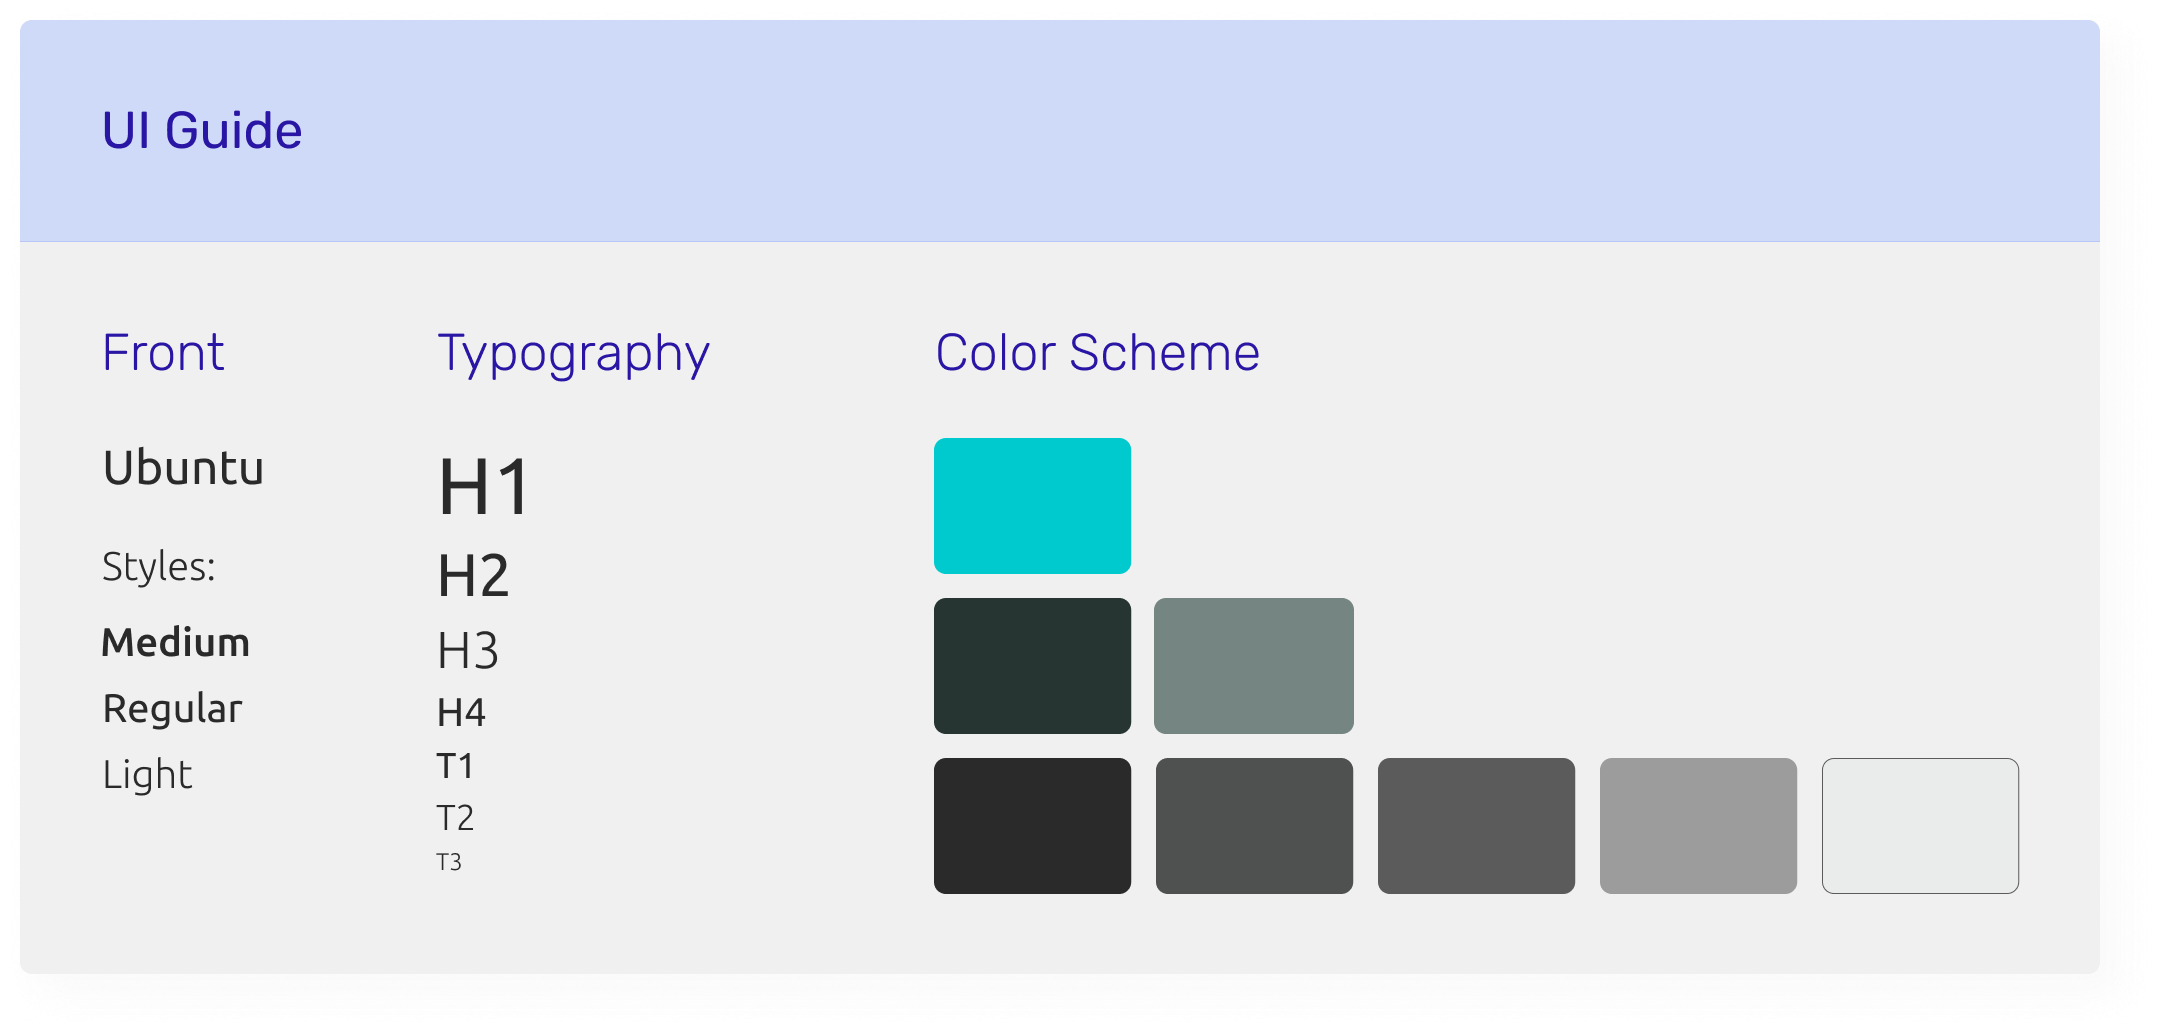 UI Guide
Front
Ubuntu
Styles:
Medium
Regular
Light
Typography
H1
H2
H3
H4
T1
T2
T3
Color Scheme